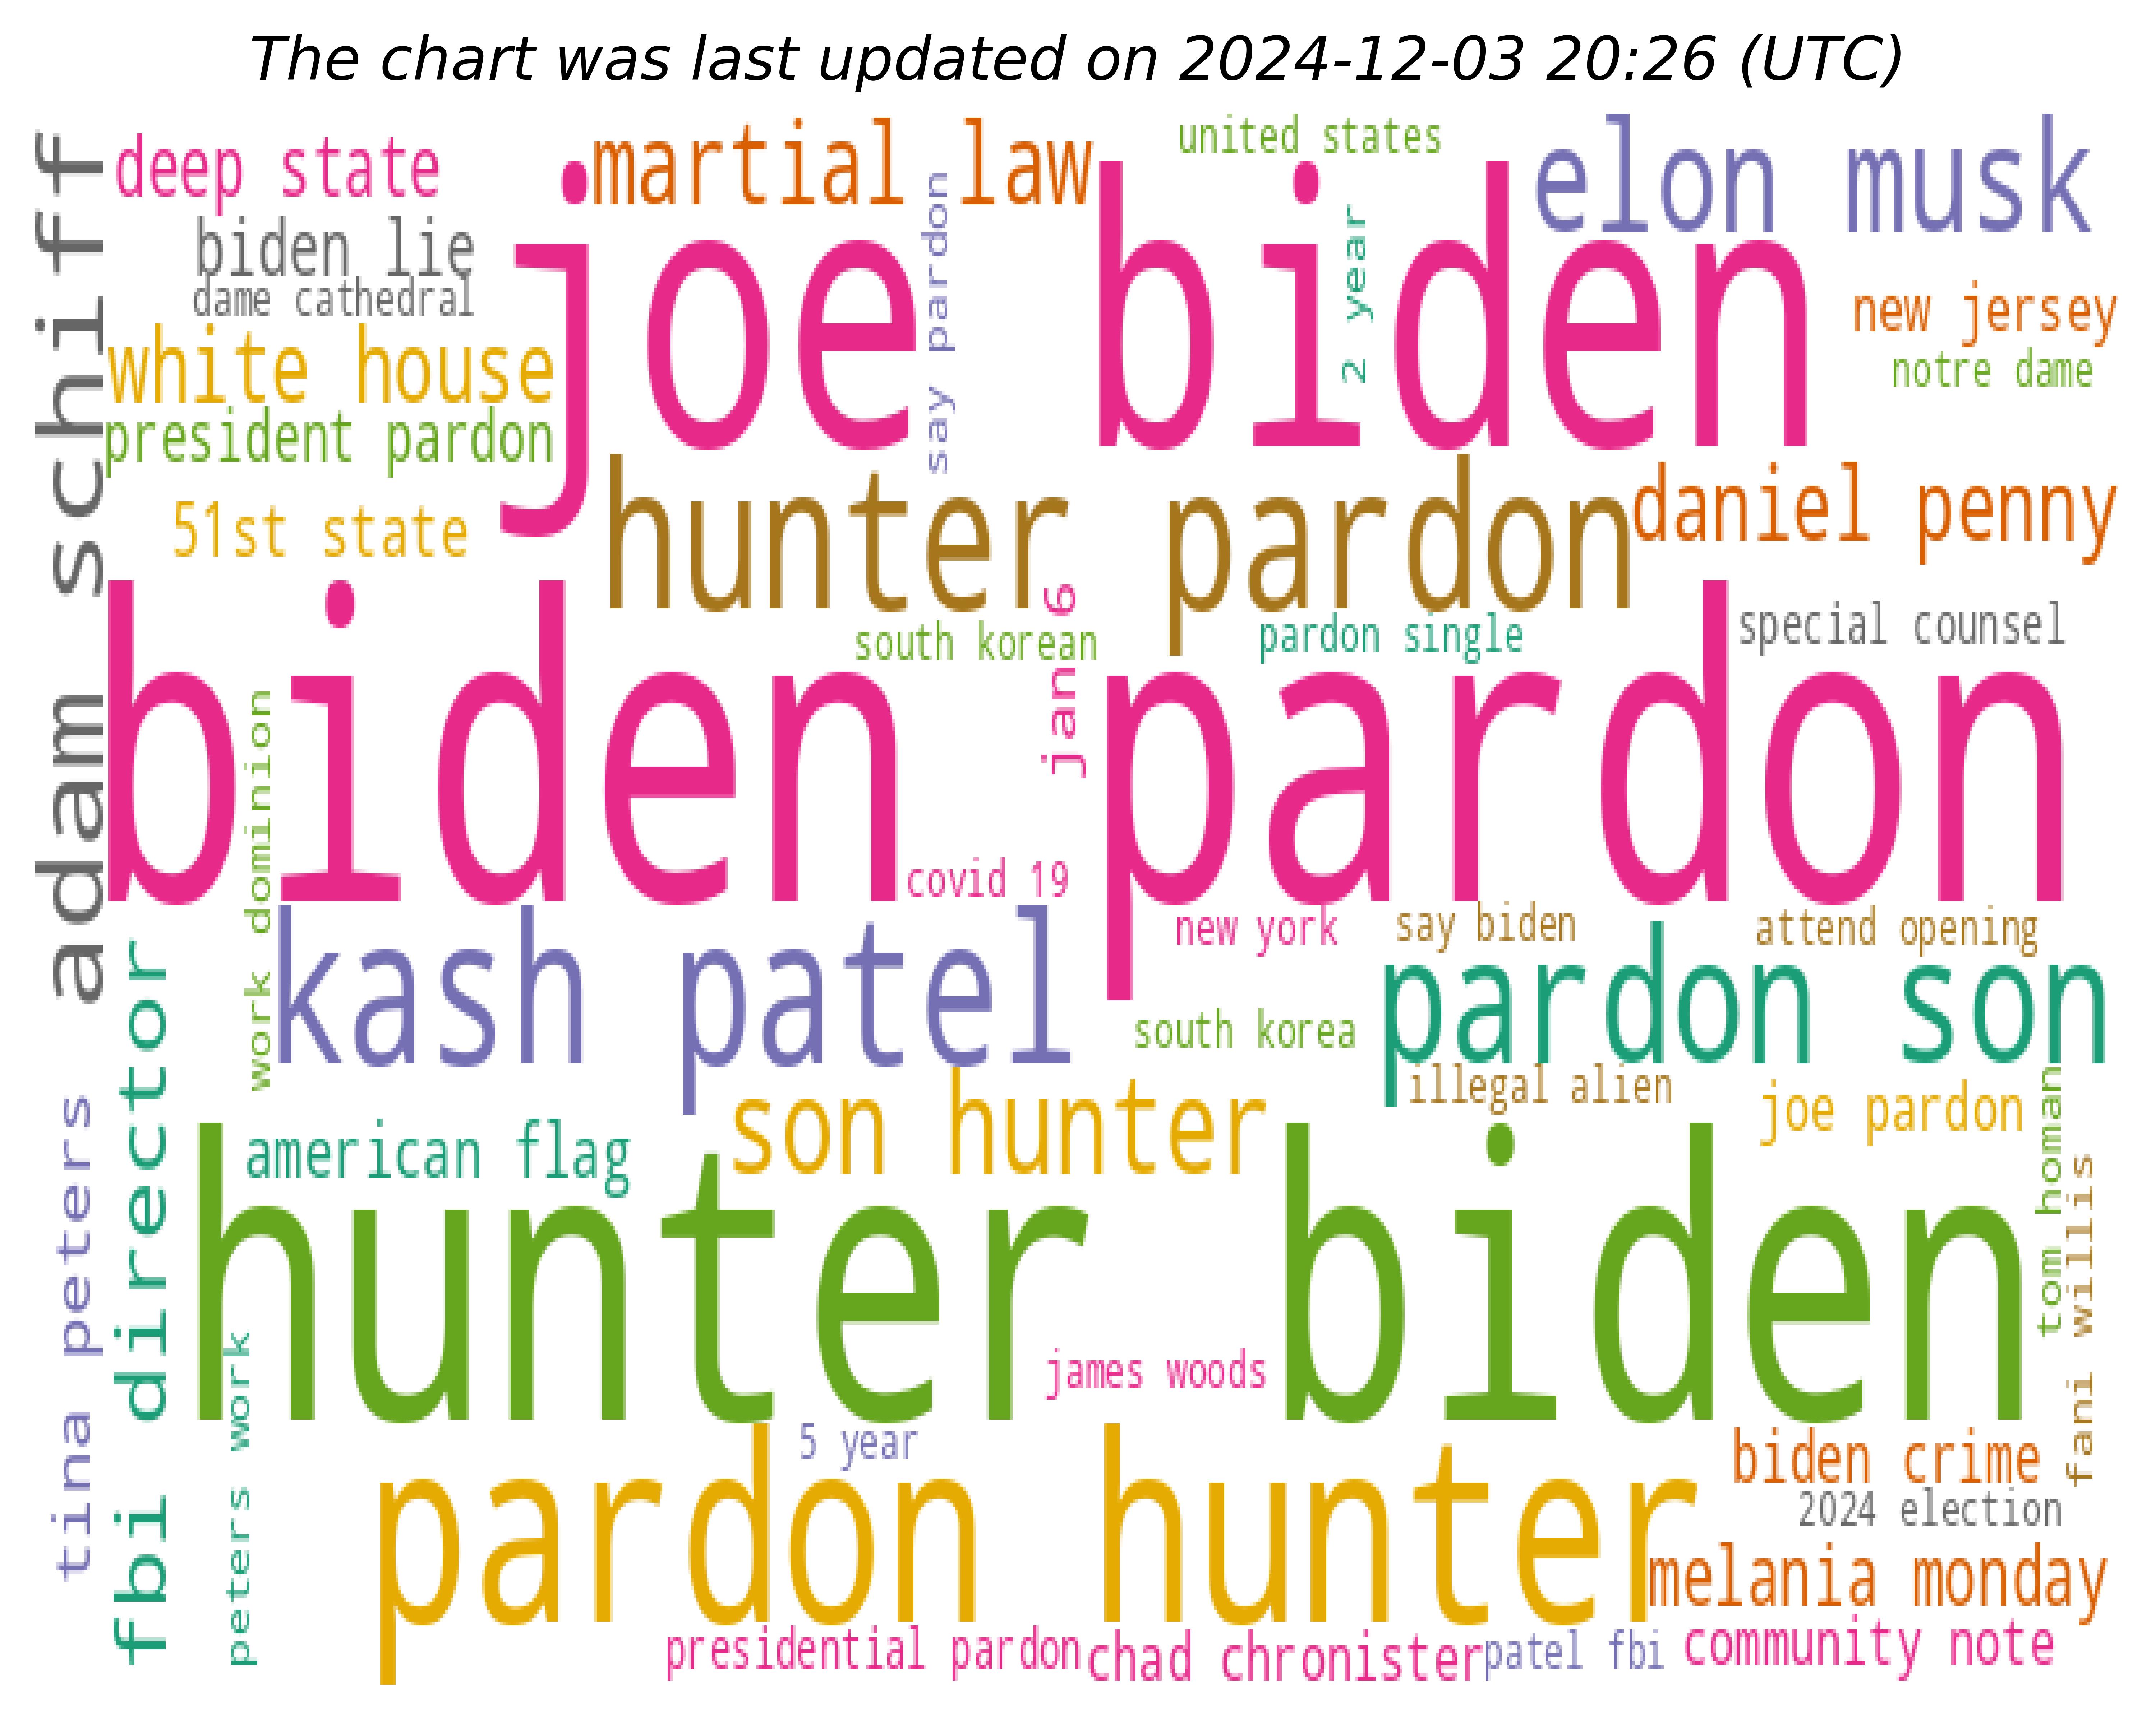 The chart was last updated on 2024-12-03 20:26 (UTC)
adam schiff
deep state
martial law
united states
elon musk
biden lie
say pardon
joe biden
2 year
dame cathedral
new jersey
white house
notre dame
president pardon
hunter pardon
daniel penny
51st state
jan 6
south korean
pardon single
special counsel
biden pardon
work dominion
covid 19
new york
say biden
attend opening
fbi director
kash patel
pardon son
south korea
illegal alien
son hunter
joe pardon
tina peters
american flag
tom homan
fani willis
hunter biden
peters work
james woods
5 year
pardon hunter
biden crime
2024 election
melania monday
presidential pardon
chad chronister
patel fbi
community note